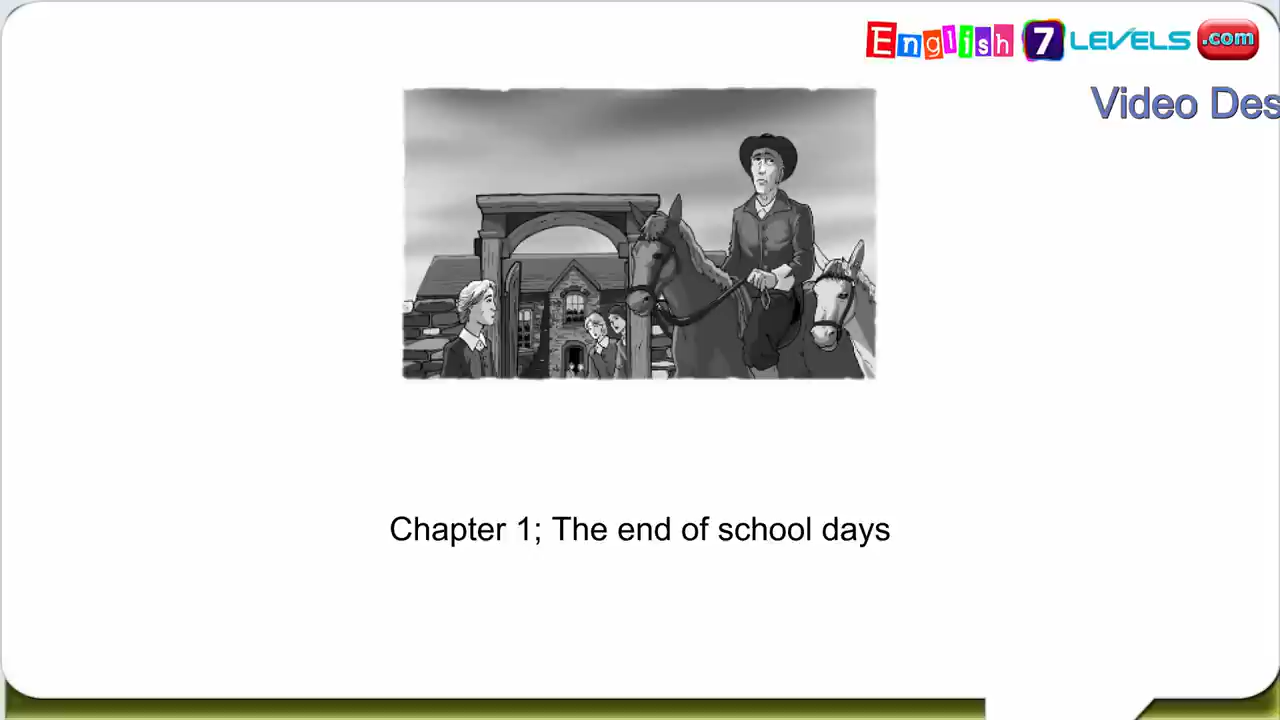 English 7 LEVELS .com
Video Des
Chapter 1; The end of school days